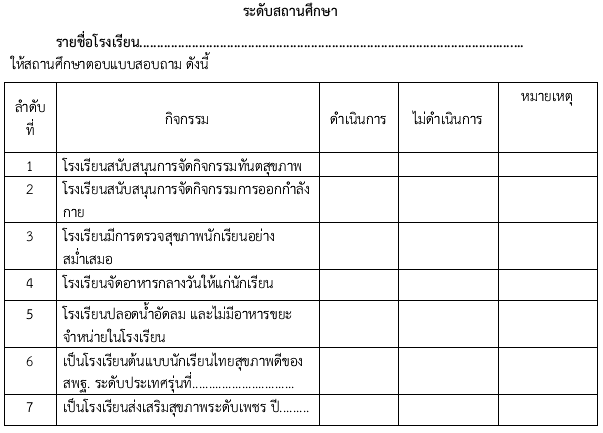 ระดับสถานศึกษา
รายชื่อโรงเรียน..............................................................................................................
ให้สถานศึกษาตอบแบบสอบถาม ดังนี้
ลำดับที่ กิจกรรม ดำเนินการ ไม่ดำเนินการ หมายเหตุ
1 โรงเรียนสนับสนุนการจัดกิจกรรมทันตสุขภาพ
2 โรงเรียนสนับสนุนการจัดกิจกรรมการออกกำลัง
กาย
3 โรงเรียนมีการตรวจสุขภาพนักเรียนอย่าง
สม่ำเสมอ
4 โรงเรียนจัดอาหารกลางวันให้แก่นักเรียน
5 โรงเรียนปลอดน้ำอัดลม และไม่มีอาหารขยะ
จำหน่ายในโรงเรียน
6 เป็นโรงเรียนต้นแบบนักเรียนไทยสุขภาพดีของ
สพฐ. ระดับประเทศรุ่นที่..............................
7 เป็นโรงเรียนส่งเสริมสุขภาพระดับเพชร ปี.........